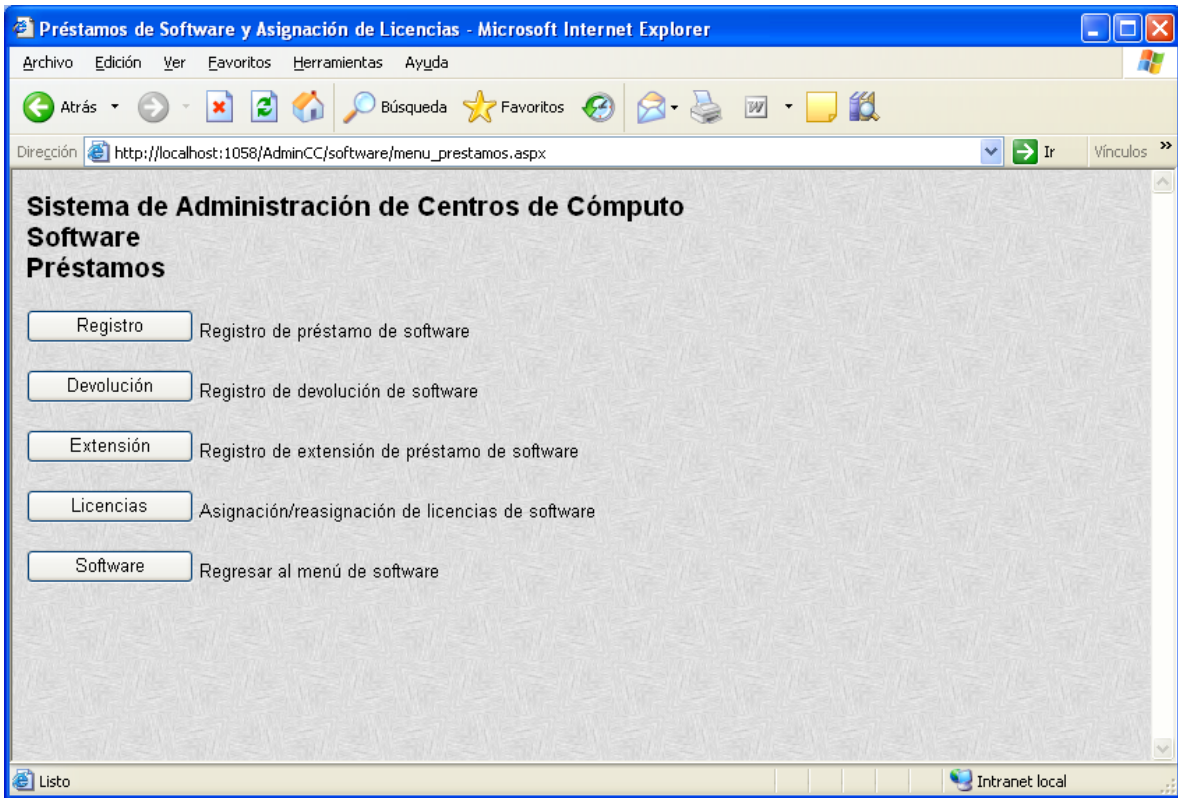 Préstamos de Software y Asignación de Licencias - Microsoft Internet Explorer
Archivo Edición Ver Favoritos Herramientas Ayuda
Atrás Búsqueda Favoritos W
Dirección http://localhost:1058/AdminCC/software/menu_prestamos.aspx Ir Vínculos »
Sistema de Administración de Centros de Cómputo
Software
Préstamos
Registro Registro de préstamo de software
Devolución Registro de devolución de software
Extensión Registro de extensión de préstamo de software
Licencias Asignación/reasignación de licencias de software
Software Regresar al menú de software
Listo Intranet local